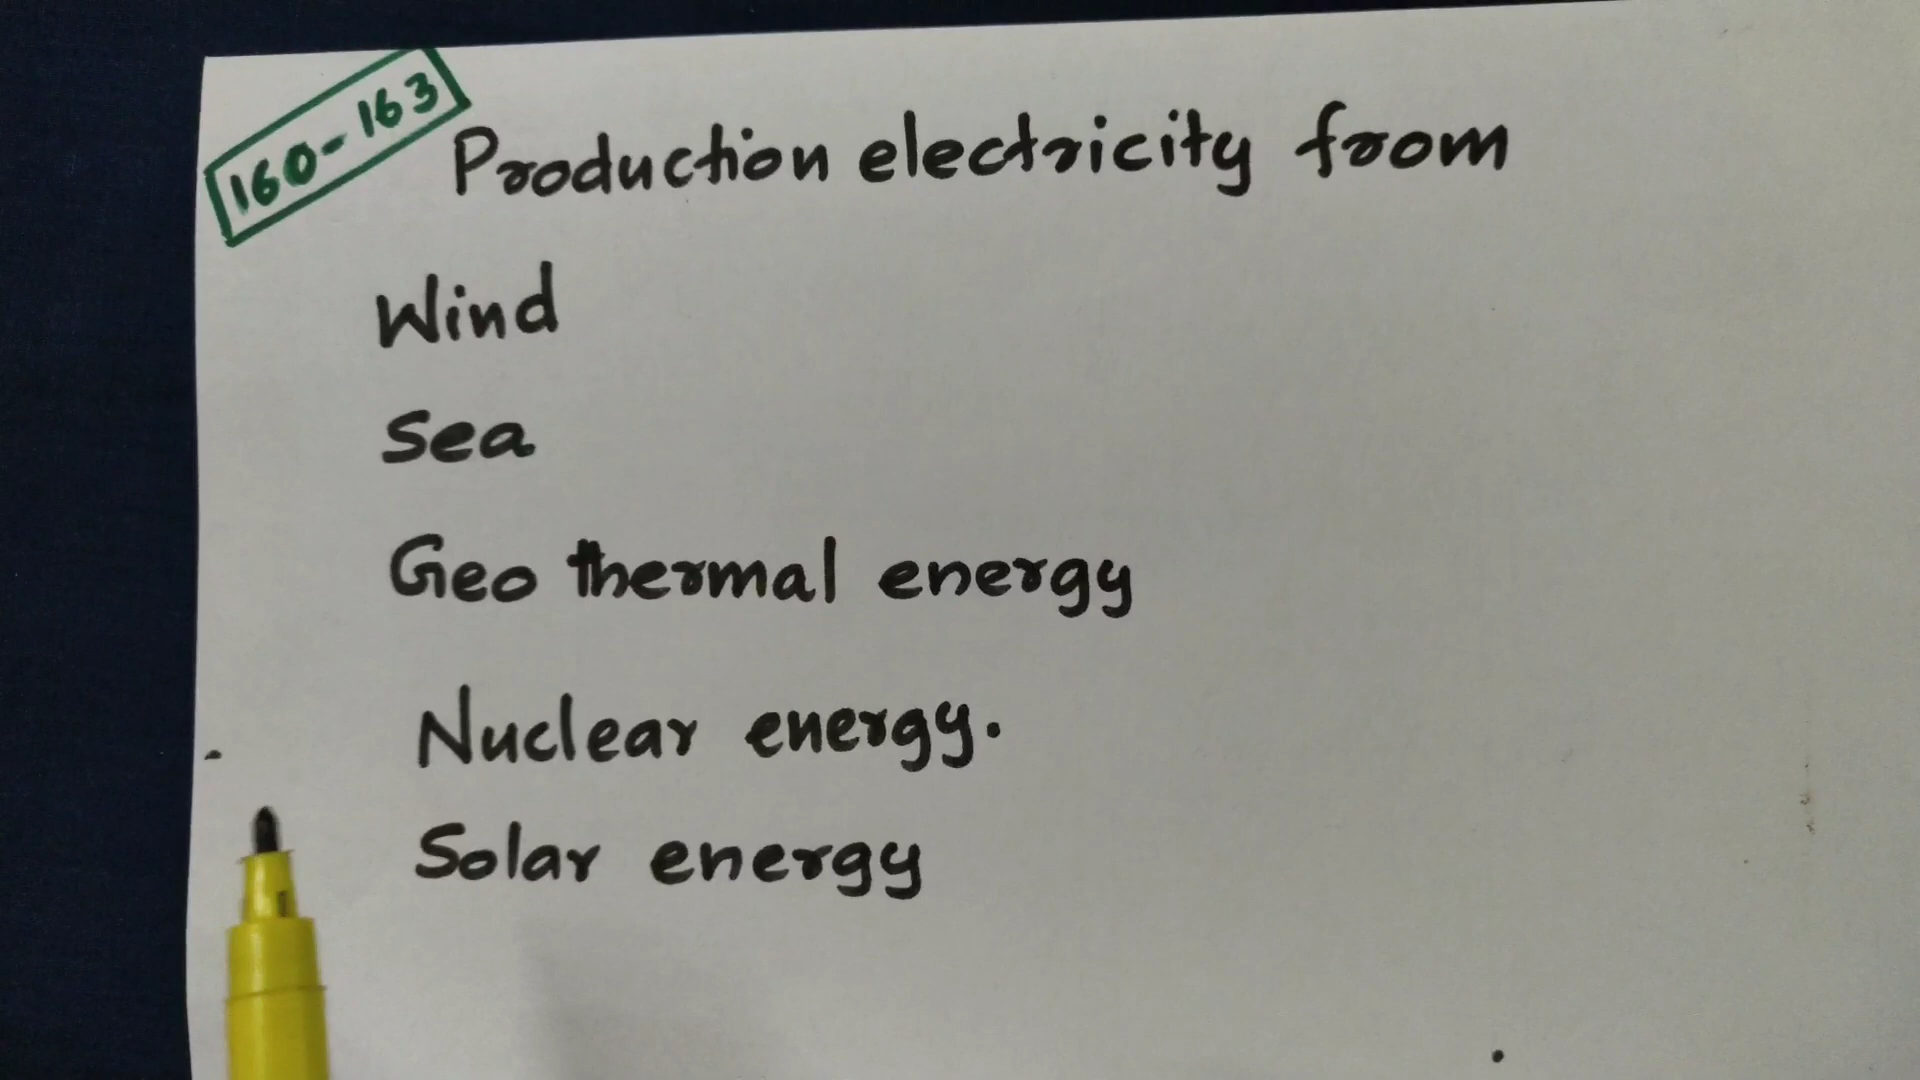 160-163
Production electricity from
Wind
Sea
Geo thermal energy
Nuclear energy.
Solar energy